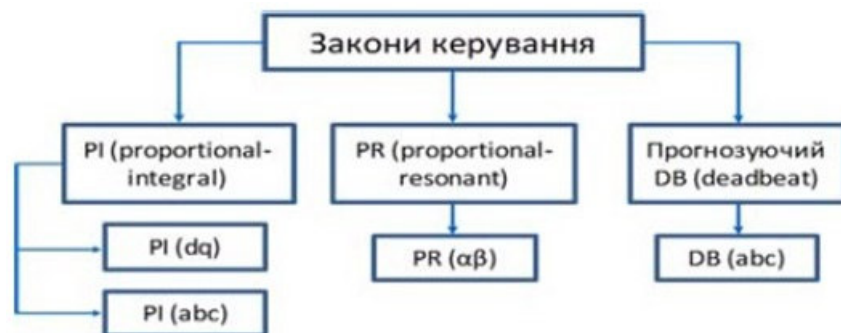 Закони керування
PI (proportional-
integral)
PR (proportional-
resonant)
Прогнозуючий
DB (deadbeat)
PI (dq)
PI (abc)
PR (αβ)
DB (abc)